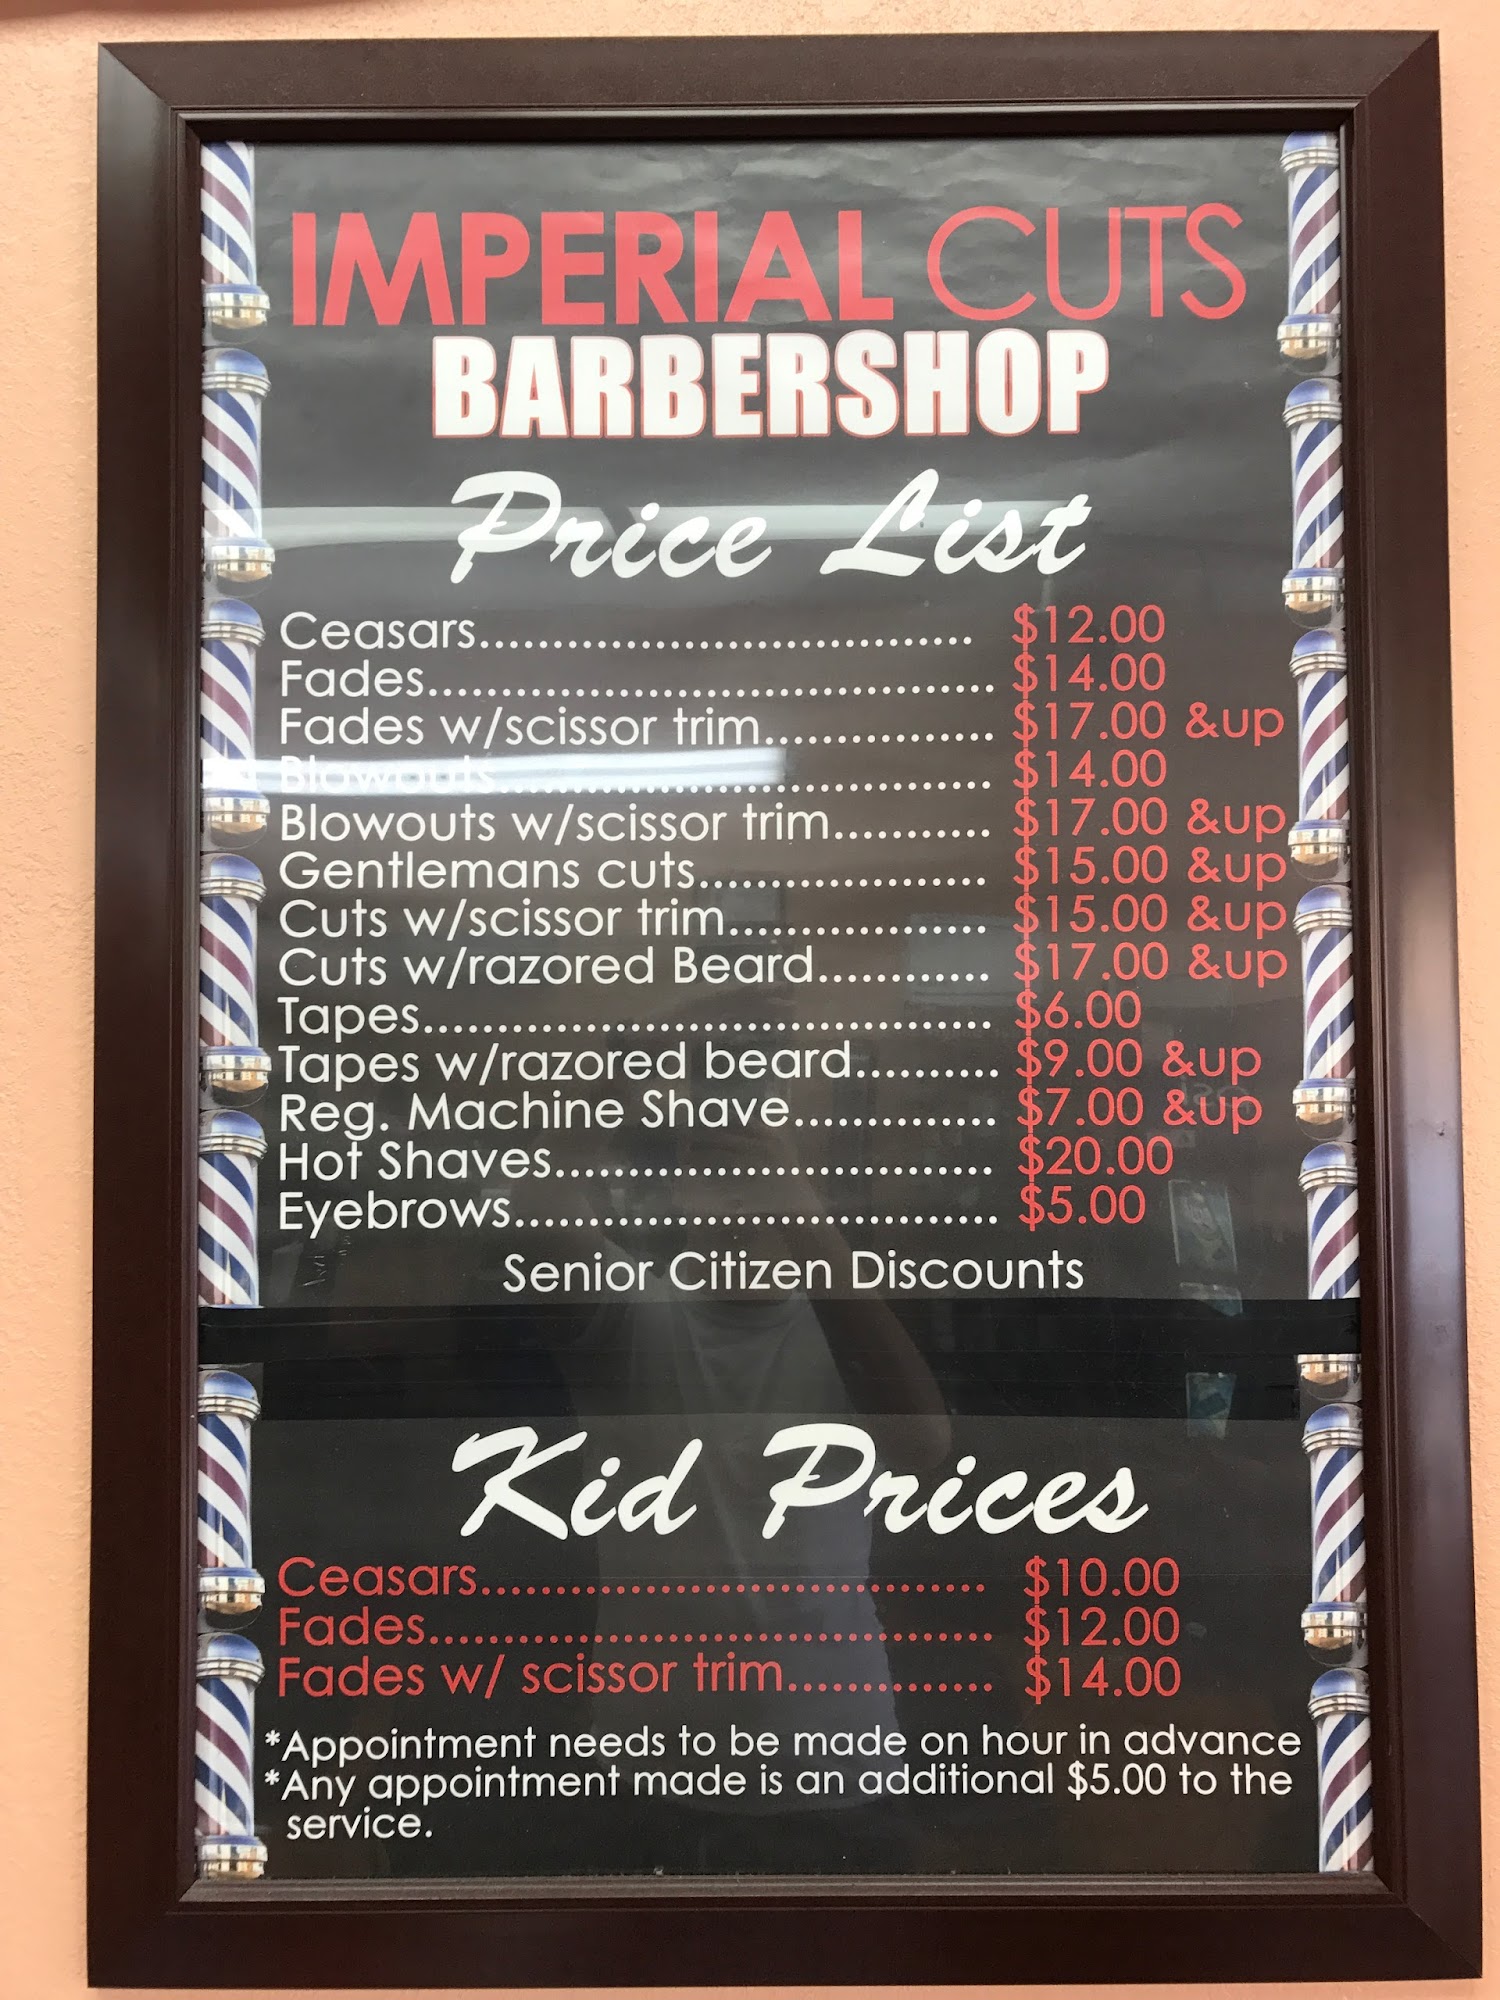 IMPERIAL CUTS
BARBERSHOP
Price List
Ceasars.................................. $12.00
Fades....................................... $14.00
Fades w/scissor trim................ $17.00 &up
Blowouts.................................. $14.00
Blowouts w/scissor trim........... $17.00 &up
Gentlemans cuts.................... $15.00 &up
Cuts w/scissor trim.................. $15.00 &up
Cuts w/razored Beard............ $17.00 &up
Tapes....................................... $6.00
Tapes w/razored beard.......... $9.00 &up
Reg. Machine Shave.............. $7.00 &up
Hot Shaves.............................. $20.00
Eyebrows................................. $5.00
Senior Citizen Discounts
Kid Prices
Ceasars................................... $10.00
Fades....................................... $12.00
Fades w/ scissor trim.............. $14.00
*Appointment needs to be made on hour in advance
*Any appointment made is an additional $5.00 to the
service.